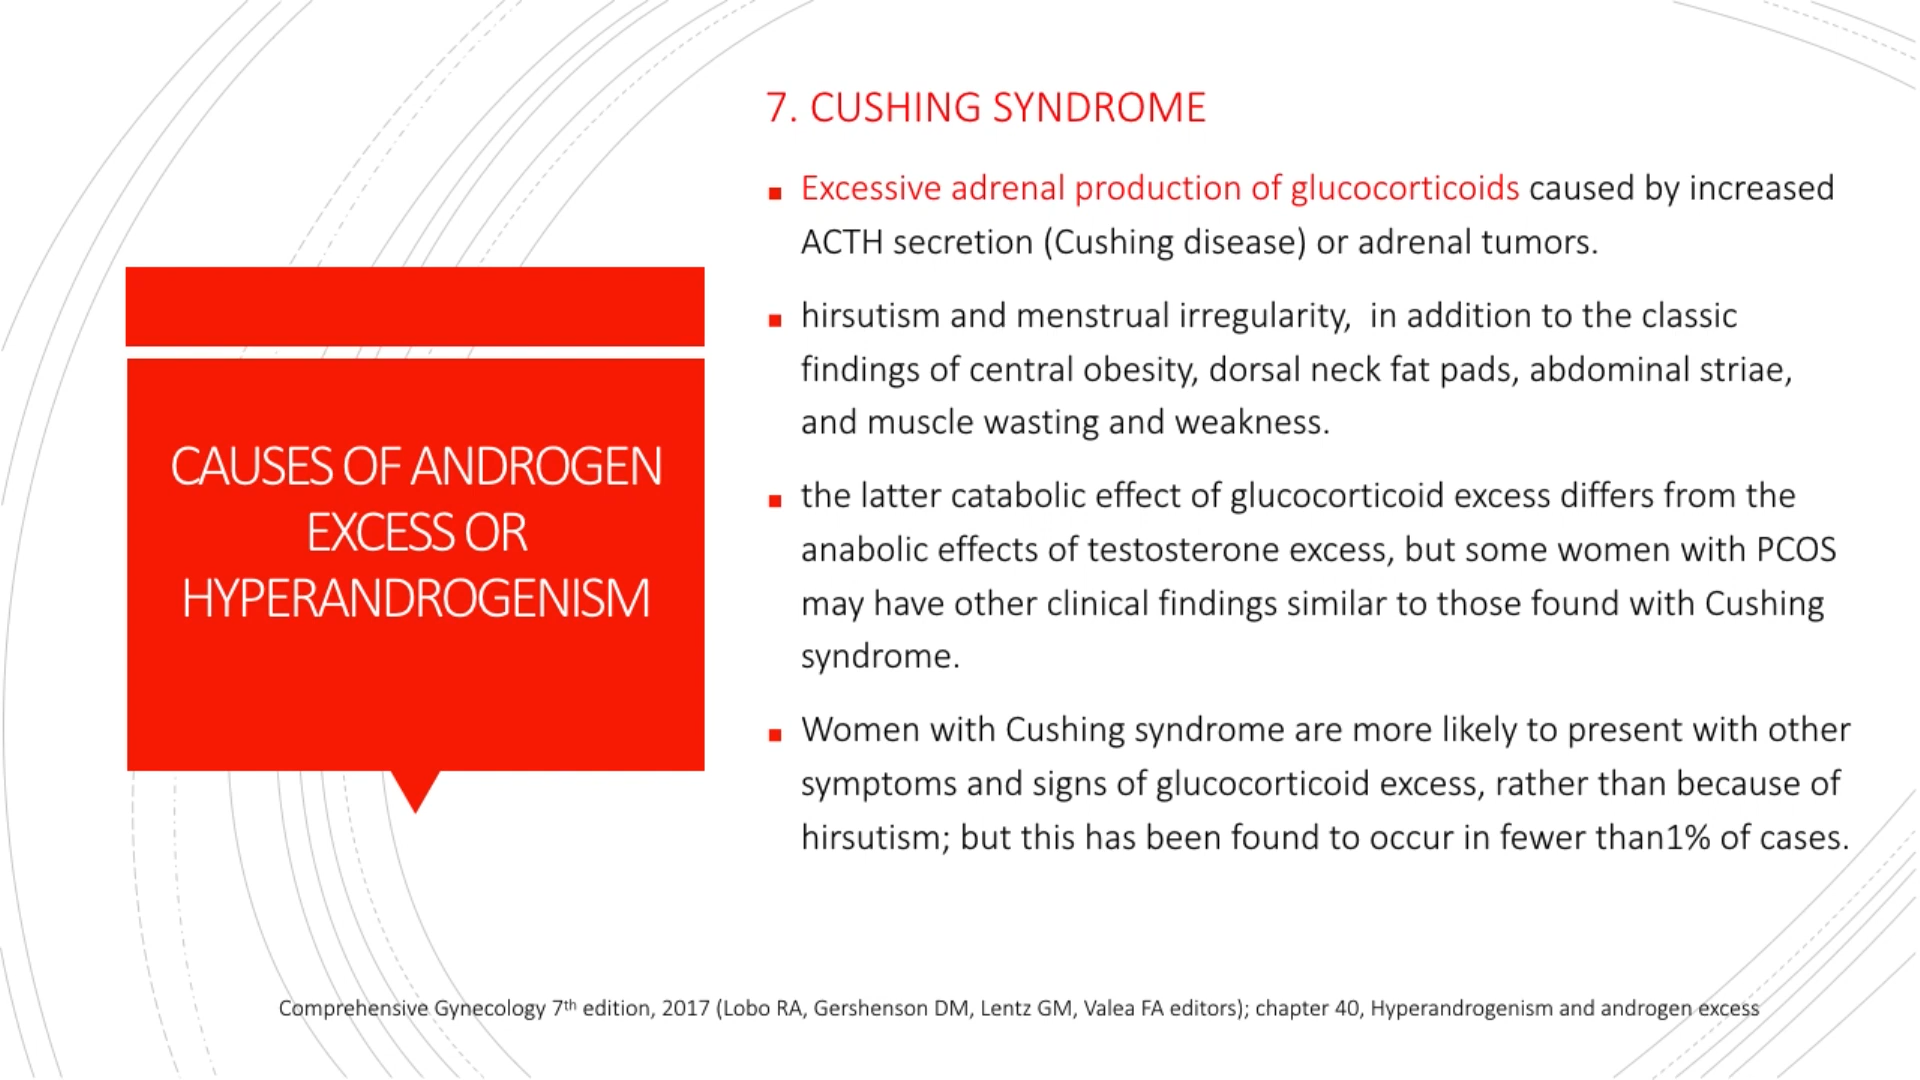 CAUSES OF ANDROGEN
EXCESS OR
HYPERANDROGENISM
7. CUSHING SYNDROME
▪ Excessive adrenal production of glucocorticoids caused by increased
ACTH secretion (Cushing disease) or adrenal tumors.
▪ hirsutism and menstrual irregularity,  in addition to the classic
findings of central obesity, dorsal neck fat pads, abdominal striae,
and muscle wasting and weakness.
▪ the latter catabolic effect of glucocorticoid excess differs from the
anabolic effects of testosterone excess, but some women with PCOS
may have other clinical findings similar to those found with Cushing
syndrome.
▪ Women with Cushing syndrome are more likely to present with other
symptoms and signs of glucocorticoid excess, rather than because of
hirsutism; but this has been found to occur in fewer than1% of cases.
Comprehensive Gynecology 7th edition, 2017 (Lobo RA, Gershenson DM, Lentz GM, Valea FA editors); chapter 40, Hyperandrogenism and androgen excess